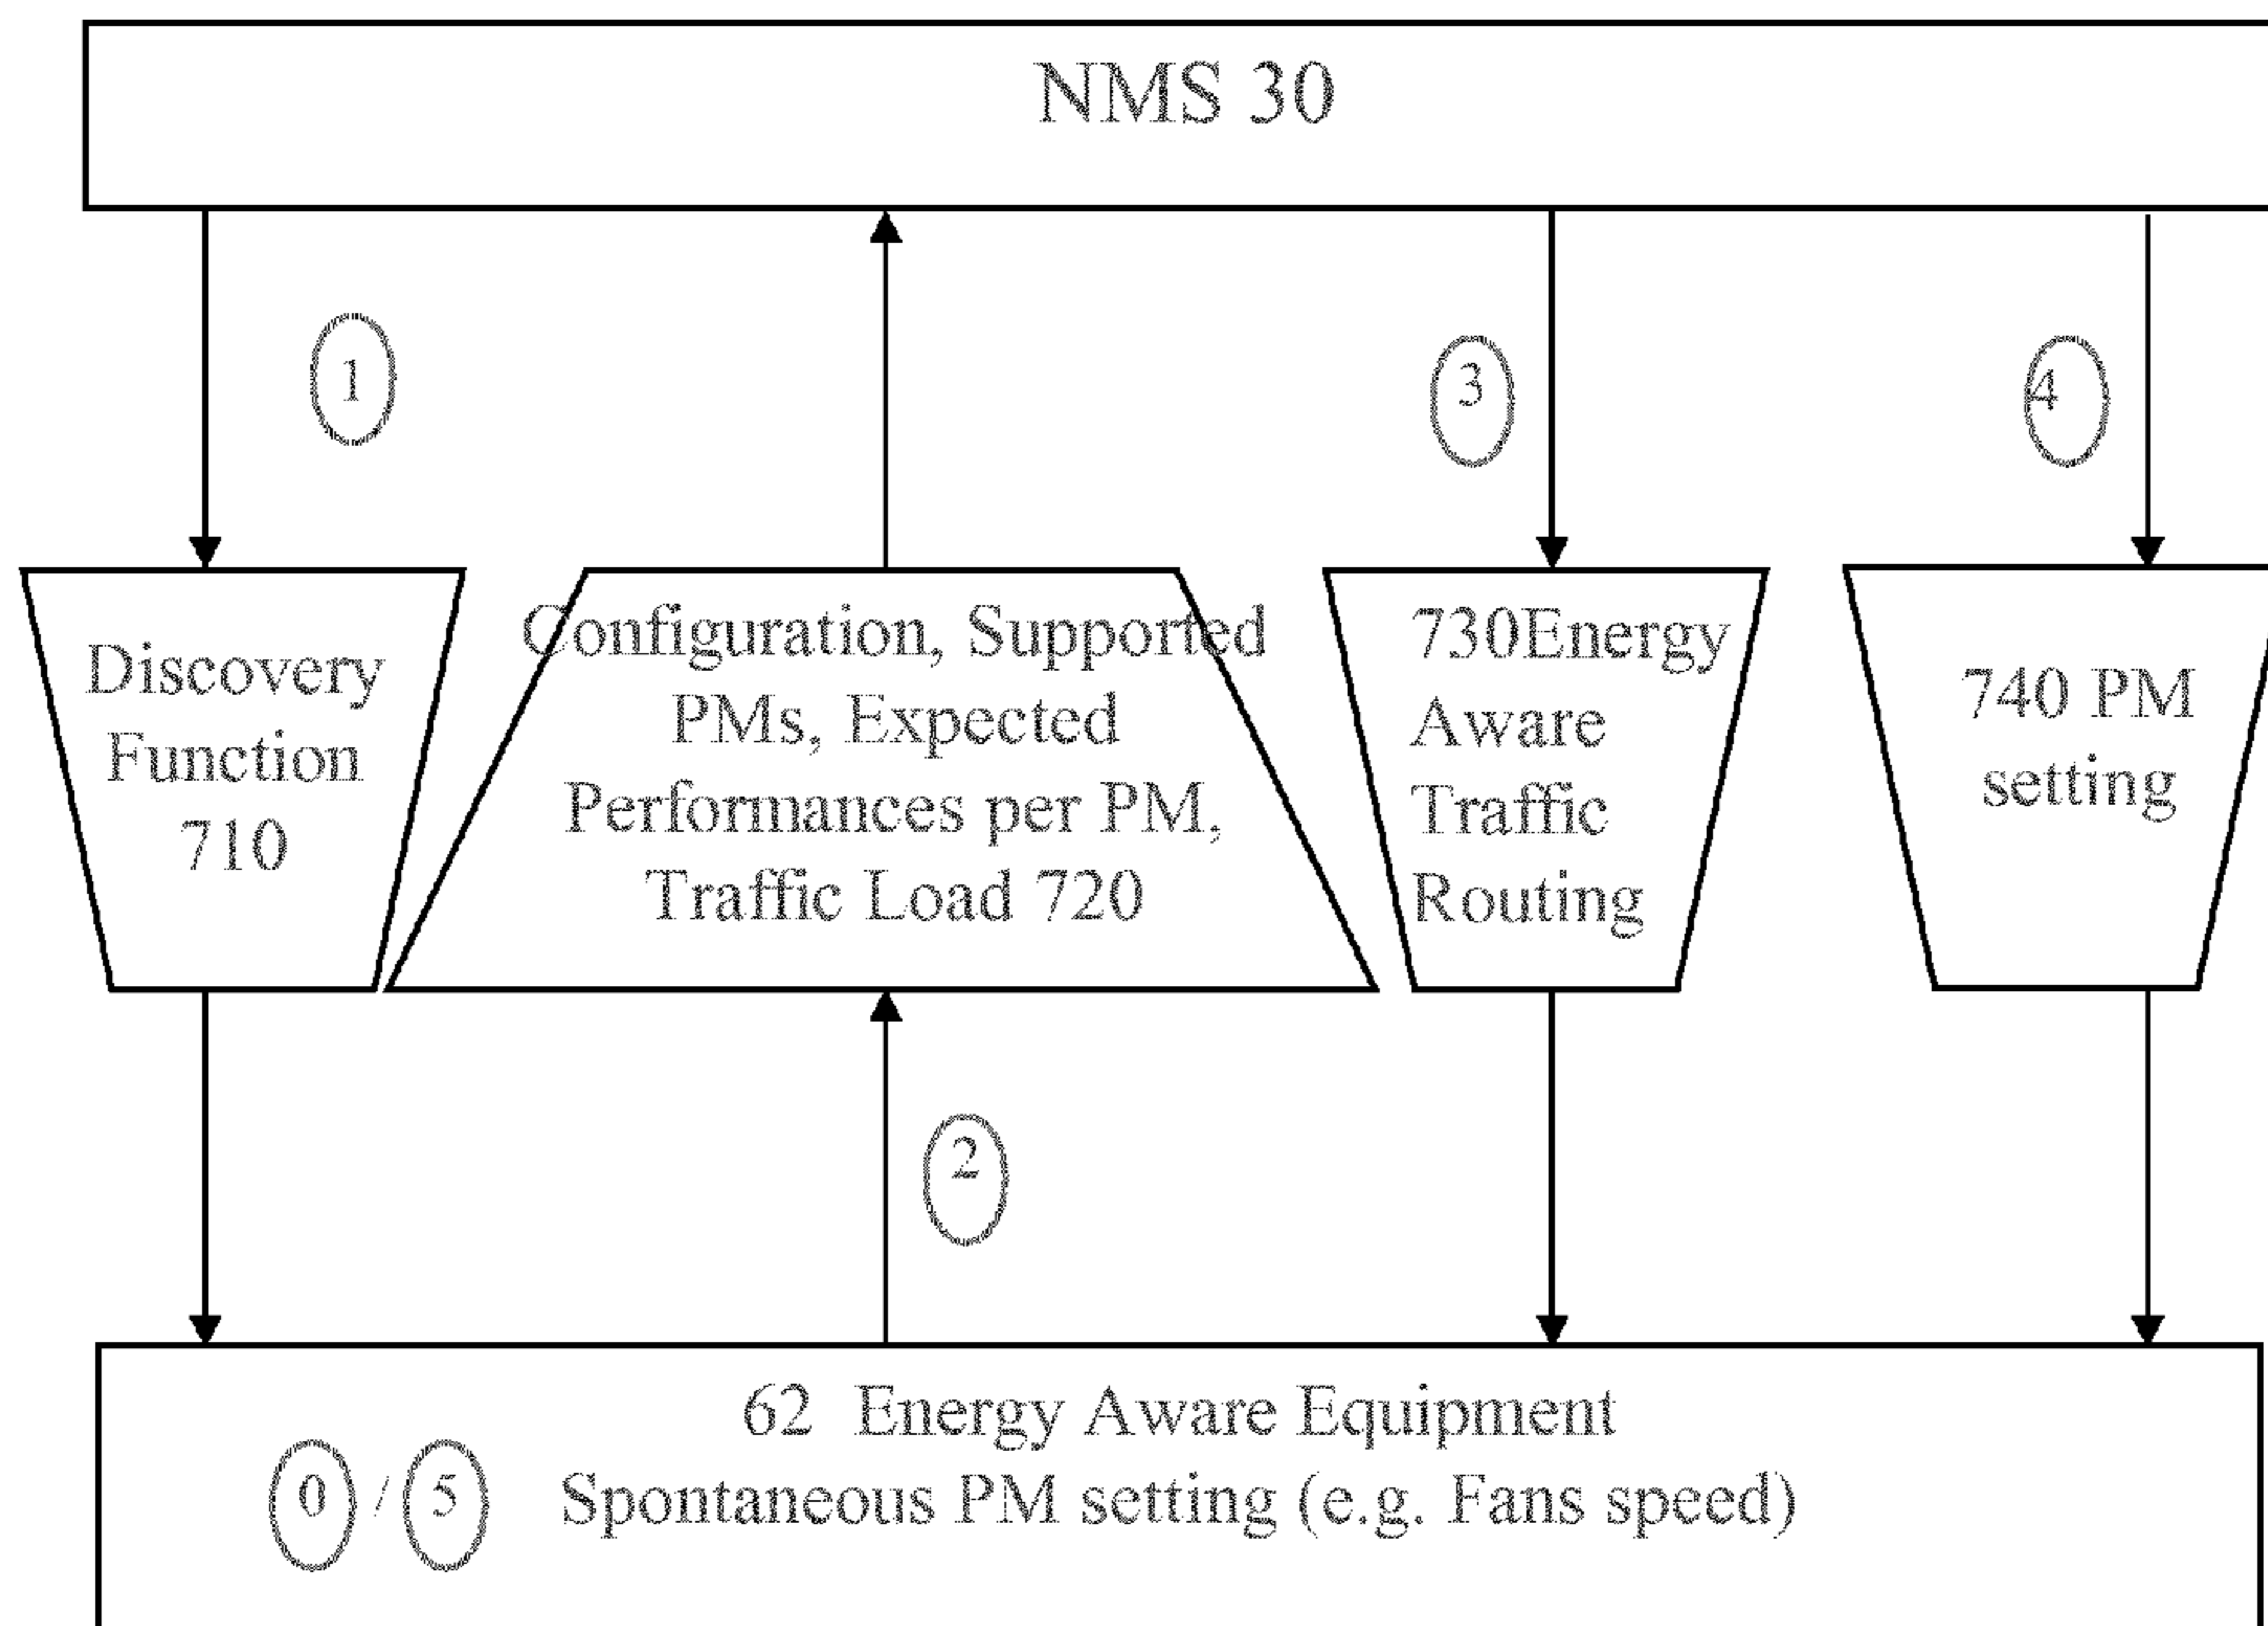 NMS 30
1
3
4
Discovery
Function
710
Configuration, Supported
PMs, Expected
Performances per PM,
Traffic Load 720
730Energy
Aware
Traffic
Routing
740 PM
setting
2
62 Energy Aware Equipment
0 / 5 Spontaneous PM setting (e.g. Fans speed)